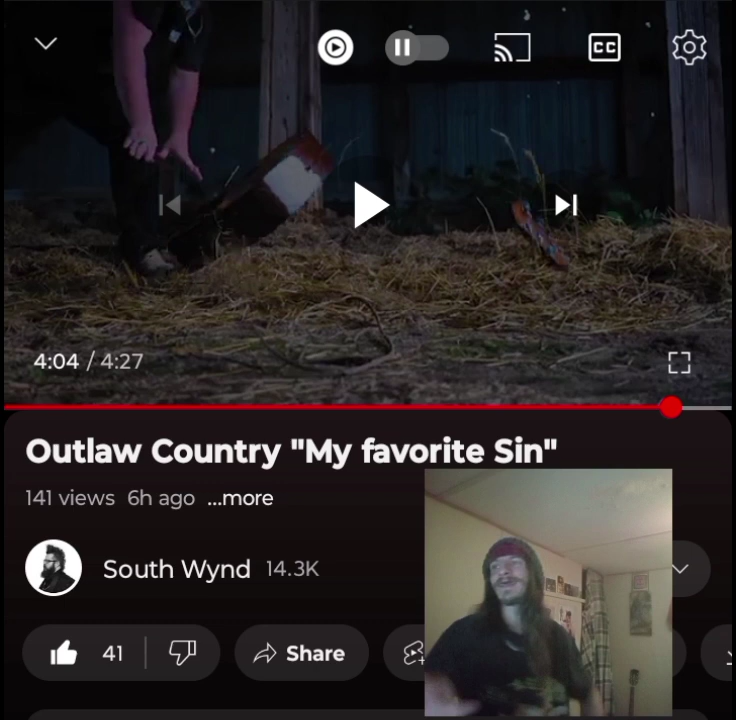 CC
4:04 / 4:27
Outlaw Country "My favorite Sin"
141 views 6h ago ...more
South Wynd 14.3K
41 Share